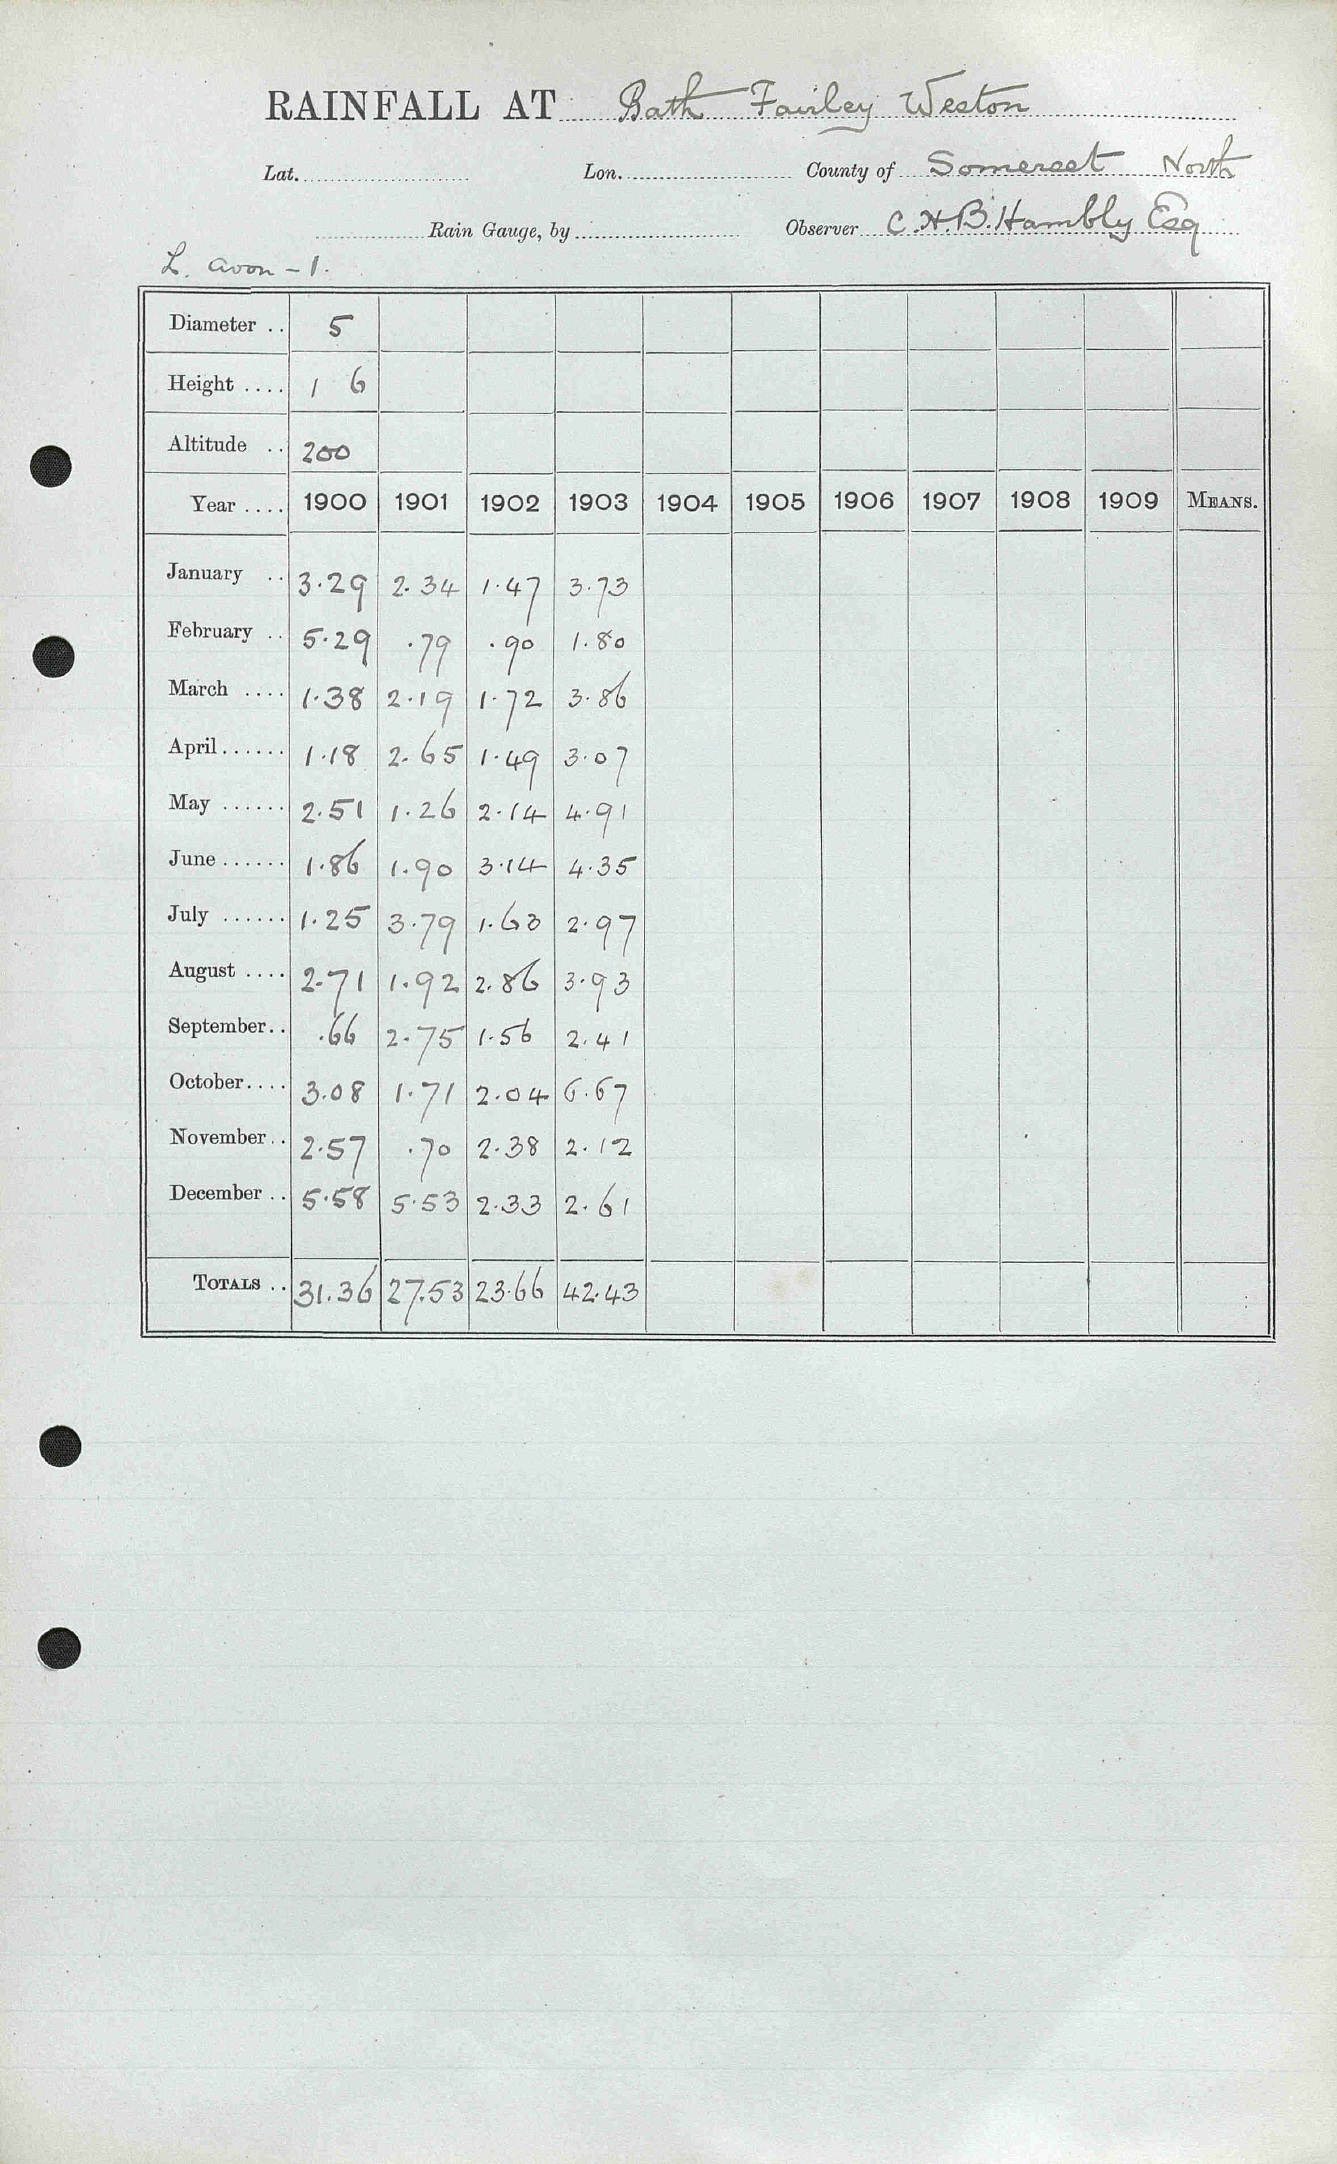 RAINFALL AT Bath Fairley Weston
Lat. Lon. County of Somerset North
Rain Gauge, by Observer C.H.B. Hambly Esq
L. Avon - 1.
Diameter .. 5
Height .... 1 6
Altitude .. 200
Year .... 1900 1901 1902 1903 1904 1905 1906 1907 1908 1909 MEANS.
January .. 3.29 2.34 1.47 3.73
February .. 5.29 .79 .90 1.80
March .... 1.38 2.19 1.72 3.86
April...... 1.18 2.65 1.49 3.07
May ...... 2.51 1.26 2.14 4.91
June ...... 1.86 1.90 3.14 4.35
July ...... 1.25 3.79 1.63 2.97
August .... 2.71 1.92 2.86 3.93
September.. .66 2.75 1.56 2.41
October.... 3.08 1.71 2.04 6.67
November.. 2.57 .70 2.38 2.12
December .. 5.58 5.53 2.33 2.61
TOTALS .. 31.36 27.53 23.66 42.43